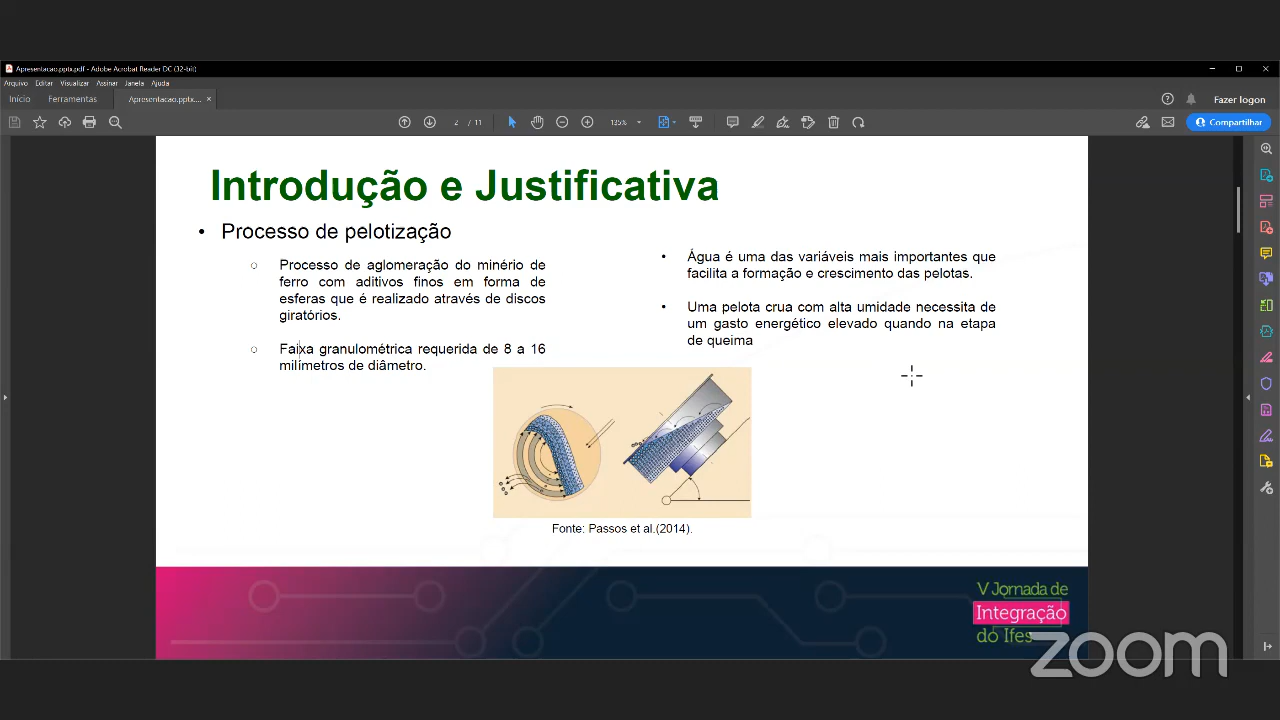 Apresentacao.pptx.pdf - Adobe Acrobat Reader DC (32-bit)
Arquivo Editar Visualizar Assinar Janela Ajuda
Início Ferramentas Apresentacao.pptx.... × Fazer logon
2 / 11 135% Compartilhar
Introdução e Justificativa
• Processo de pelotização
○ Processo de aglomeração do minério de
ferro com aditivos finos em forma de
esferas que é realizado através de discos
giratórios.
○ Faixa granulométrica requerida de 8 a 16
milímetros de diâmetro.
• Água é uma das variáveis mais importantes que
facilita a formação e crescimento das pelotas.
• Uma pelota crua com alta umidade necessita de
um gasto energético elevado quando na etapa
de queima
Fonte: Passos et al.(2014).
V Jornada de
Integração
do Ifes
zoom